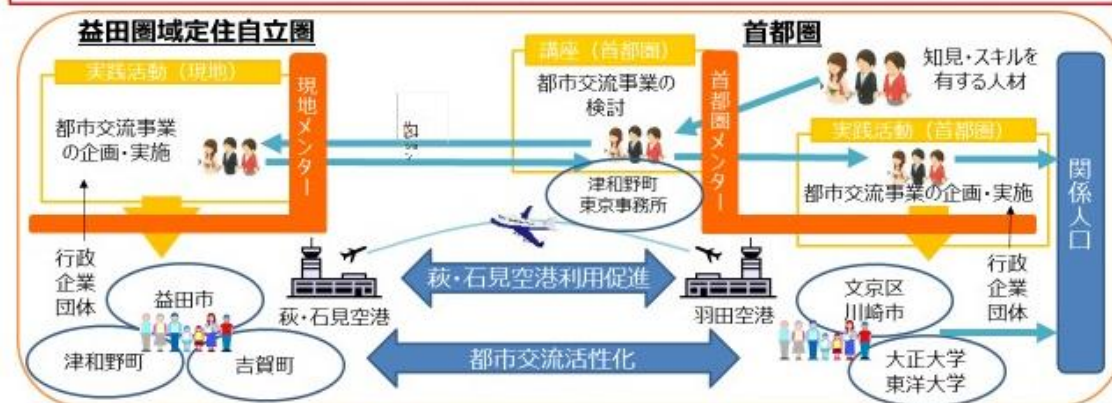 益田圏域定住自立圏
首都圏
実践活動（現地）
都市交流事業
の企画・実施
現地メンター
講座（首都圏）
都市交流事業の
検討
津和野町
東京事務所
首都圏メンター
知見・スキルを
有する人材
実践活動（首都圏）
都市交流事業の企画・実施
関係人口
行政
企業
団体
益田市
津和野町
吉賀町
萩・石見空港
萩・石見空港利用促進
羽田空港
都市交流活性化
文京区
川崎市
大正大学
東洋大学
行政
企業
団体